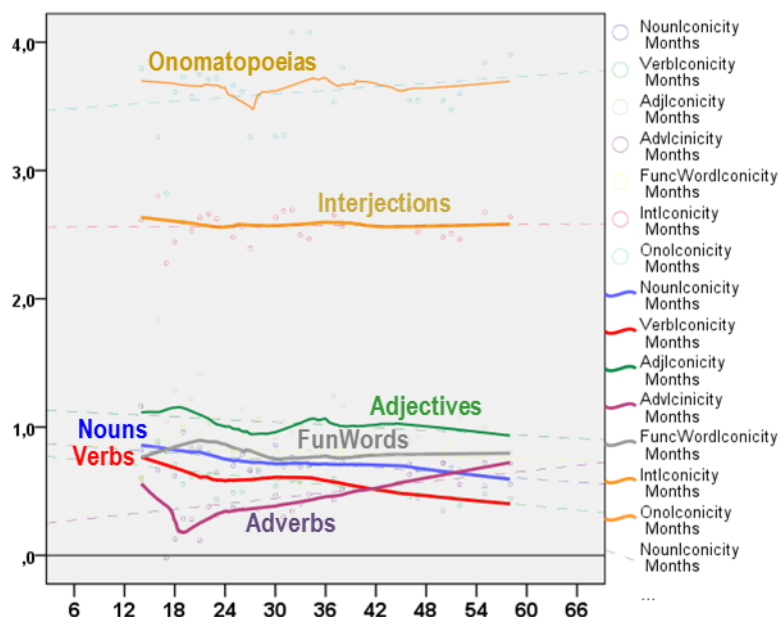 4,0
3,0
2,0
1,0
,0
Onomatopoeias
Interjections
Adjectives
Nouns
FunWords
Verbs
Adverbs
6 12 18 24 30 36 42 48 54 60 66
NounIconicity
Months
VerbIconicity
Months
AdjIconicity
Months
AdvIcinicity
Months
FuncWordIconicity
Months
IntIconicity
Months
OnoIconicity
Months
NounIconicity
Months
VerbIconicity
Months
AdjIconicity
Months
AdvIcinicity
Months
FuncWordIconicity
Months
IntIconicity
Months
OnoIconicity
Months
NounIconicity
Months
...